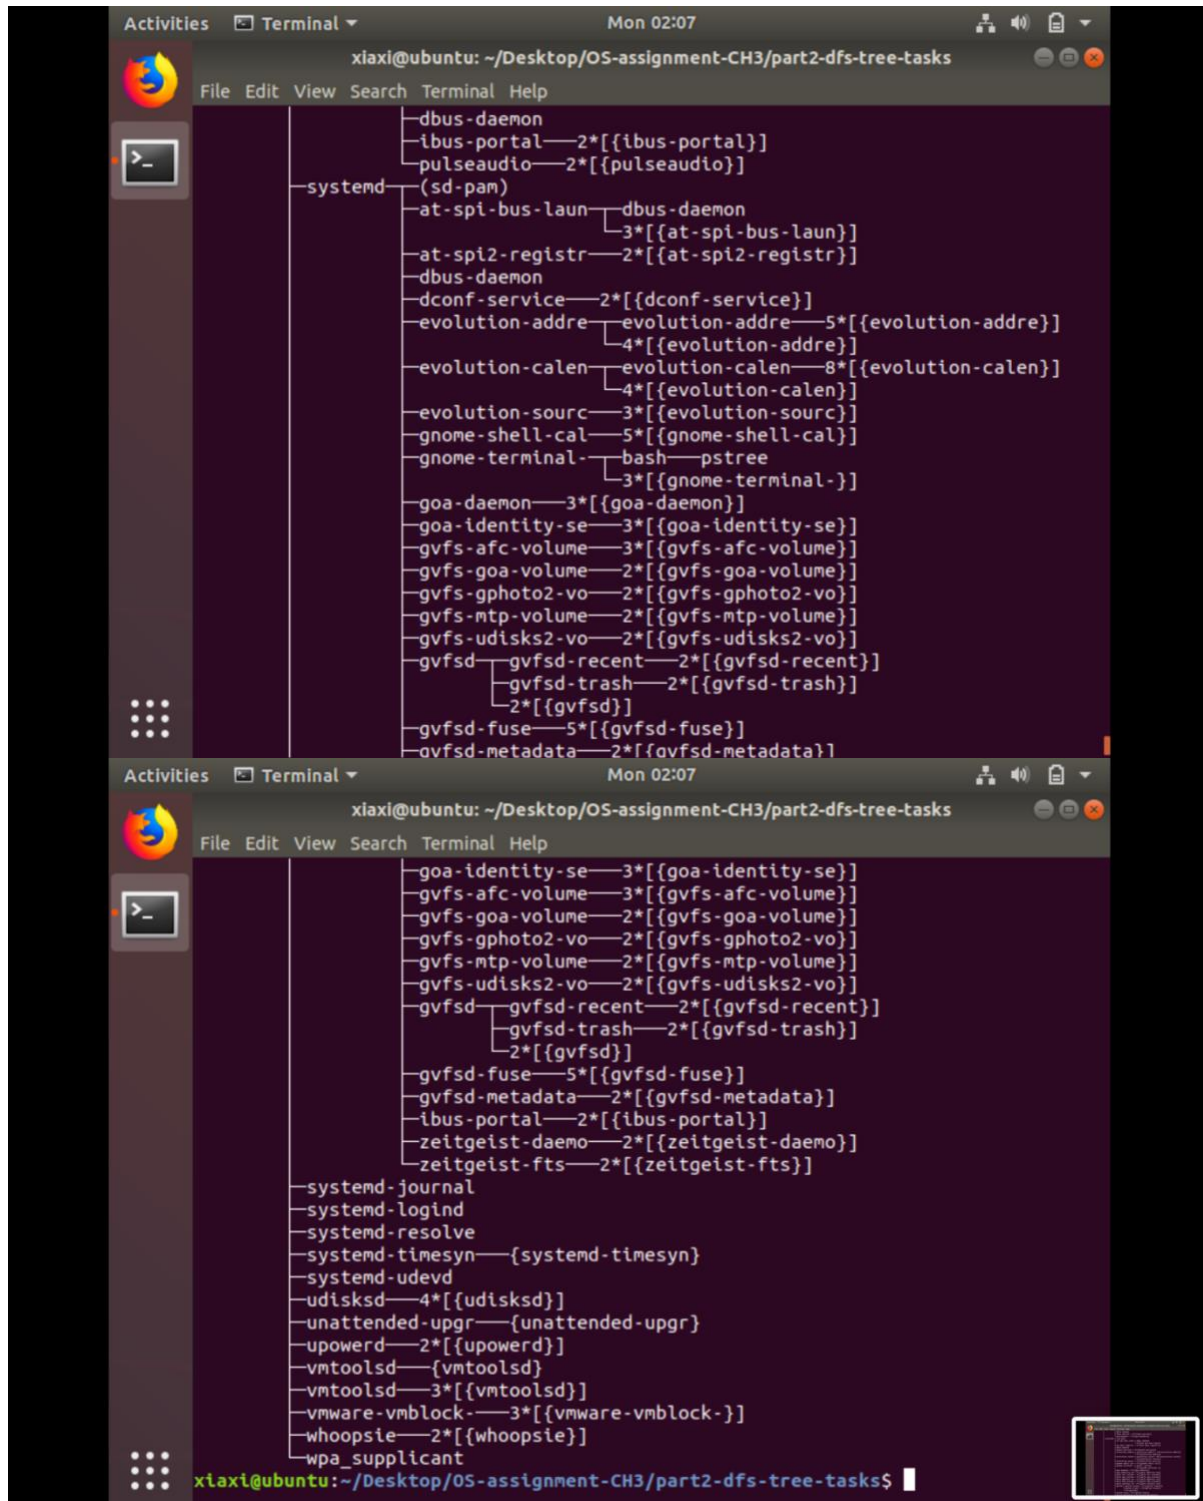 Activities Terminal Mon 02:07
xiaxi@ubuntu: ~/Desktop/OS-assignment-CH3/part2-dfs-tree-tasks
File Edit View Search Terminal Help
├─dbus-daemon
├─ibus-portal───2*[{ibus-portal}]
└─pulseaudio───2*[{pulseaudio}]
├─systemd─┬─(sd-pam)
├─at-spi-bus-laun─┬─dbus-daemon
└─3*[{at-spi-bus-laun}]
├─at-spi2-registr───2*[{at-spi2-registr}]
├─dbus-daemon
├─dconf-service───2*[{dconf-service}]
├─evolution-addre─┬─evolution-addre───5*[{evolution-addre}]
└─4*[{evolution-addre}]
├─evolution-calen─┬─evolution-calen───8*[{evolution-calen}]
└─4*[{evolution-calen}]
├─evolution-sourc───3*[{evolution-sourc}]
├─gnome-shell-cal───5*[{gnome-shell-cal}]
├─gnome-terminal-─┬─bash───pstree
└─3*[{gnome-terminal-}]
├─goa-daemon───3*[{goa-daemon}]
├─goa-identity-se───3*[{goa-identity-se}]
├─gvfs-afc-volume───3*[{gvfs-afc-volume}]
├─gvfs-goa-volume───2*[{gvfs-goa-volume}]
├─gvfs-gphoto2-vo───2*[{gvfs-gphoto2-vo}]
├─gvfs-mtp-volume───2*[{gvfs-mtp-volume}]
├─gvfs-udisks2-vo───2*[{gvfs-udisks2-vo}]
├─gvfsd─┬─gvfsd-recent───2*[{gvfsd-recent}]
├─gvfsd-trash───2*[{gvfsd-trash}]
└─2*[{gvfsd}]
├─gvfsd-fuse───5*[{gvfsd-fuse}]
├─gvfsd-metadata───2*[{gvfsd-metadata}]
Activities Terminal Mon 02:07
xiaxi@ubuntu: ~/Desktop/OS-assignment-CH3/part2-dfs-tree-tasks
File Edit View Search Terminal Help
├─goa-identity-se───3*[{goa-identity-se}]
├─gvfs-afc-volume───3*[{gvfs-afc-volume}]
├─gvfs-goa-volume───2*[{gvfs-goa-volume}]
├─gvfs-gphoto2-vo───2*[{gvfs-gphoto2-vo}]
├─gvfs-mtp-volume───2*[{gvfs-mtp-volume}]
├─gvfs-udisks2-vo───2*[{gvfs-udisks2-vo}]
├─gvfsd─┬─gvfsd-recent───2*[{gvfsd-recent}]
├─gvfsd-trash───2*[{gvfsd-trash}]
└─2*[{gvfsd}]
├─gvfsd-fuse───5*[{gvfsd-fuse}]
├─gvfsd-metadata───2*[{gvfsd-metadata}]
├─ibus-portal───2*[{ibus-portal}]
├─zeitgeist-daemo───2*[{zeitgeist-daemo}]
└─zeitgeist-fts───2*[{zeitgeist-fts}]
├─systemd-journal
├─systemd-logind
├─systemd-resolve
├─systemd-timesyn───{systemd-timesyn}
├─systemd-udevd
├─udisksd───4*[{udisksd}]
├─unattended-upgr───{unattended-upgr}
├─upowerd───2*[{upowerd}]
├─vmtoolsd───{vmtoolsd}
├─vmtoolsd───3*[{vmtoolsd}]
├─vmware-vmblock-───3*[{vmware-vmblock-}]
├─whoopsie───2*[{whoopsie}]
└─wpa_supplicant
xiaxi@ubuntu:~/Desktop/OS-assignment-CH3/part2-dfs-tree-tasks$